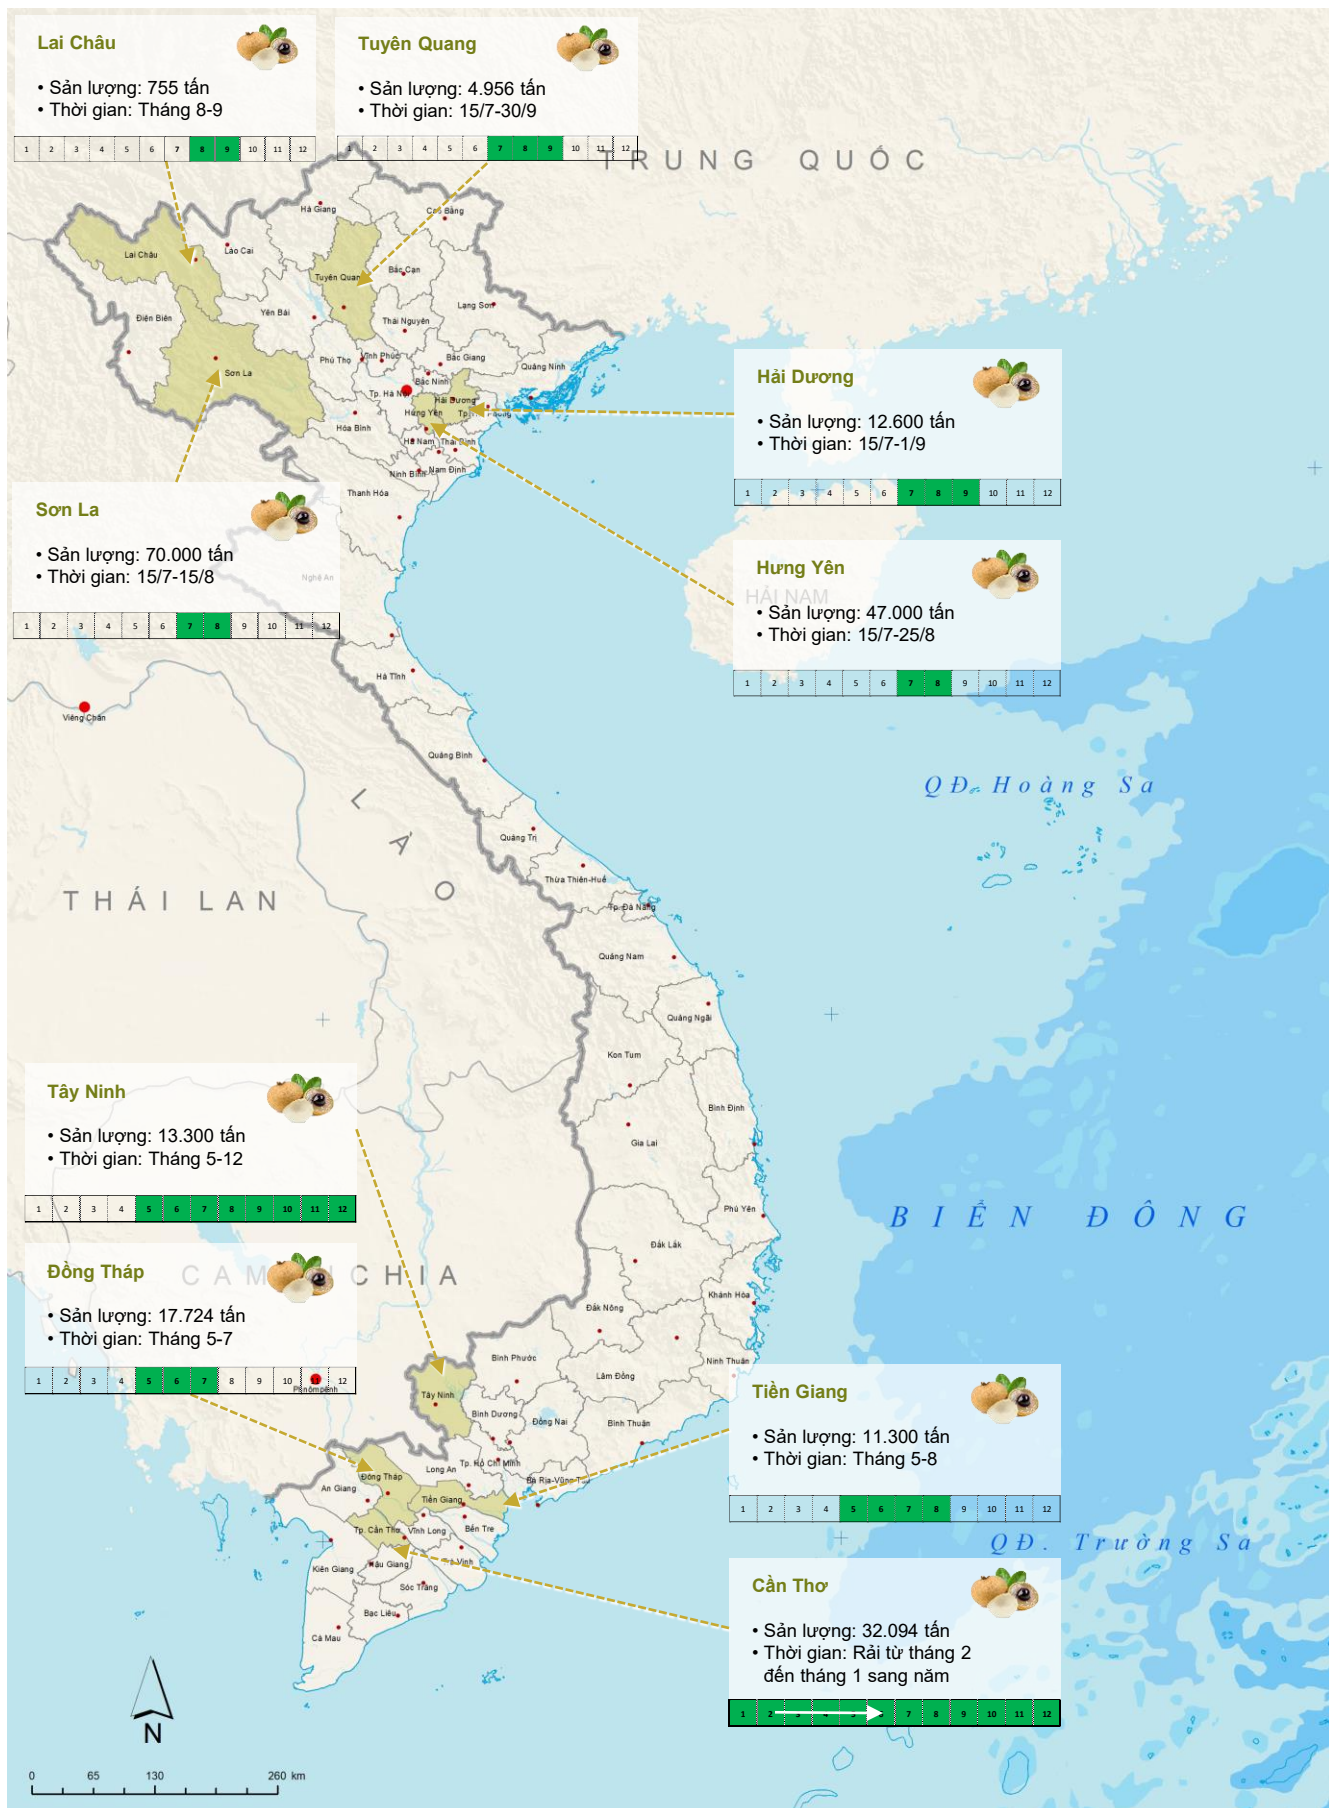 Lai Châu
• Sản lượng: 755 tấn
• Thời gian: Tháng 8-9
1 2 3 4 5 6 7 8 9 10 11 12
Tuyên Quang
• Sản lượng: 4.956 tấn
• Thời gian: 15/7-30/9
1 2 3 4 5 6 7 8 9 10 11 12
TRUNG QUỐC
Hà Giang
Cao Bằng
Lai Châu
Lào Cai
Tuyên Quang
Bắc Cạn
Lạng Sơn
Điện Biên
Yên Bái
Thái Nguyên
Sơn La
Phú Thọ
Vĩnh Phúc
Bắc Giang
Quảng Ninh
Bắc Ninh
Tp. Hà Nội
Hải Dương
Hưng Yên
Hòa Bình
Hà Nam
Thái Bình
Ninh Bình
Nam Định
Thanh Hóa
Hải Dương
• Sản lượng: 12.600 tấn
• Thời gian: 15/7-1/9
1 2 3 4 5 6 7 8 9 10 11 12
Sơn La
• Sản lượng: 70.000 tấn
• Thời gian: 15/7-15/8
1 2 3 4 5 6 7 8 9 10 11 12
Nghệ An
Hưng Yên
HẢI NAM
• Sản lượng: 47.000 tấn
• Thời gian: 15/7-25/8
1 2 3 4 5 6 7 8 9 10 11 12
Hà Tĩnh
Viêng Chăn
Quảng Bình
QĐ. Hoàng Sa
LÀO
Quảng Trị
Thừa Thiên-Huế
THÁI LAN
Tp. Đà Nẵng
Quảng Nam
Quảng Ngãi
Kon Tum
Bình Định
Gia Lai
Tây Ninh
• Sản lượng: 13.300 tấn
• Thời gian: Tháng 5-12
1 2 3 4 5 6 7 8 9 10 11 12
Phú Yên
BIỂN ĐÔNG
Đắk Lắk
Đồng Tháp
• Sản lượng: 17.724 tấn
• Thời gian: Tháng 5-7
1 2 3 4 5 6 7 8 9 10 12
Phnômpênh
Khánh Hòa
Đắk Nông
Bình Phước
Ninh Thuận
Lâm Đồng
Tây Ninh
Bình Dương
Đồng Nai
Bình Thuận
Tp. Hồ Chí Minh
Long An
Đồng Tháp
An Giang
Tiền Giang
Tp. Cần Thơ
Vĩnh Long
Bến Tre
Kiên Giang
Hậu Giang
Sóc Trăng
Bạc Liêu
Cà Mau
Tiền Giang
• Sản lượng: 11.300 tấn
• Thời gian: Tháng 5-8
1 2 3 4 5 6 7 8 9 10 11 12
QĐ. Trường Sa
Cần Thơ
• Sản lượng: 32.094 tấn
• Thời gian: Rải từ tháng 2
đến tháng 1 sang năm
1 2 3 4 5 6 7 8 9 10 11 12
N
0 65 130 260 km